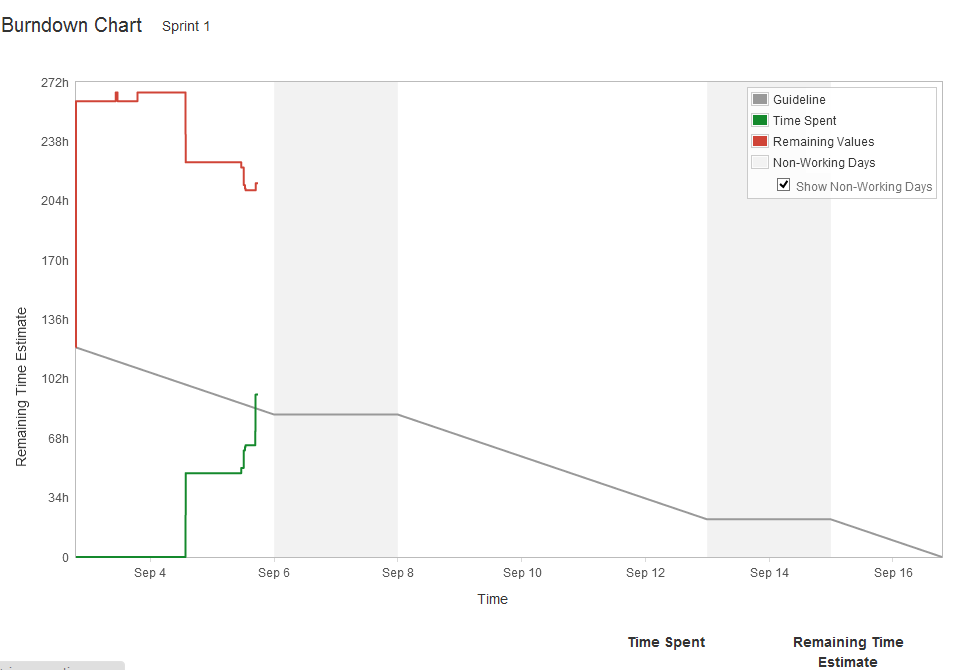 Burndown Chart Sprint 1
272h
238h
204h
170h
136h
102h
68h
34h
0
Remaining Time Estimate
Guideline
Time Spent
Remaining Values
Non-Working Days
Show Non-Working Days
Sep 4 Sep 6 Sep 8 Sep 10 Sep 12 Sep 14 Sep 16
Time
Time Spent Remaining Time
Estimate